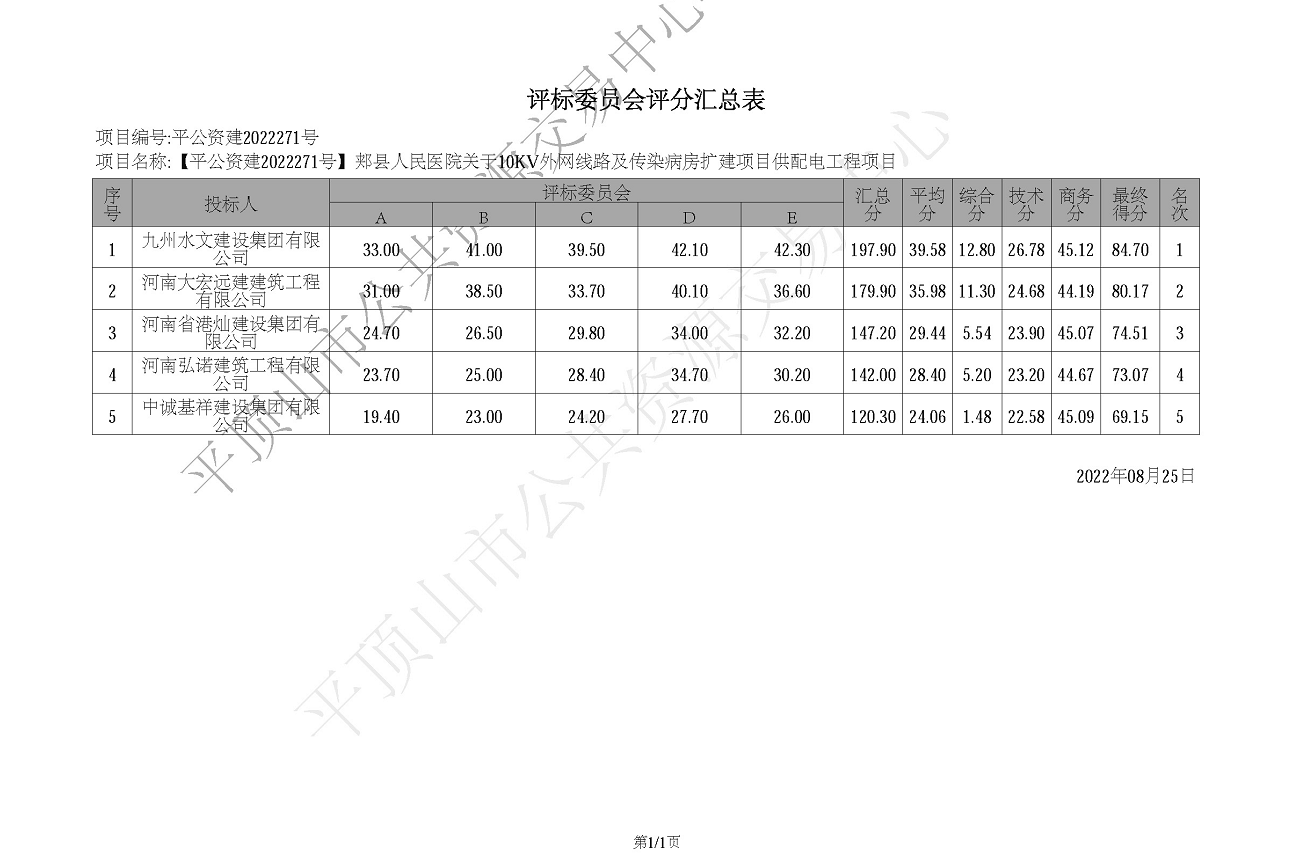 评标委员会评分汇总表
项目编号:平公资建2022271号
项目名称:【平公资建2022271号】郏县人民医院关于10KV外网线路及传染病房扩建项目供配电工程项目
序号 投标人 评标委员会 汇总分 平均分 综合分 技术分 商务分 最终得分 名次
A B C D E
1 九州水文建设集团有限公司 33.00 41.00 39.50 42.10 42.30 197.90 39.58 12.80 26.78 45.12 84.70 1
2 河南大宏远建建筑工程有限公司 31.00 38.50 33.70 40.10 36.60 179.90 35.98 11.30 24.68 44.19 80.17 2
3 河南省港灿建设集团有限公司 24.70 26.50 29.80 34.00 32.20 147.20 29.44 5.54 23.90 45.07 74.51 3
4 河南弘诺建筑工程有限公司 23.70 25.00 28.40 34.70 30.20 142.00 28.40 5.20 23.20 44.67 73.07 4
5 中诚基祥建设集团有限公司 19.40 23.00 24.20 27.70 26.00 120.30 24.06 1.48 22.58 45.09 69.15 5
2022年08月25日
平顶山市公共资源交易中心
平顶山市公共资源交易中心
第1/1页